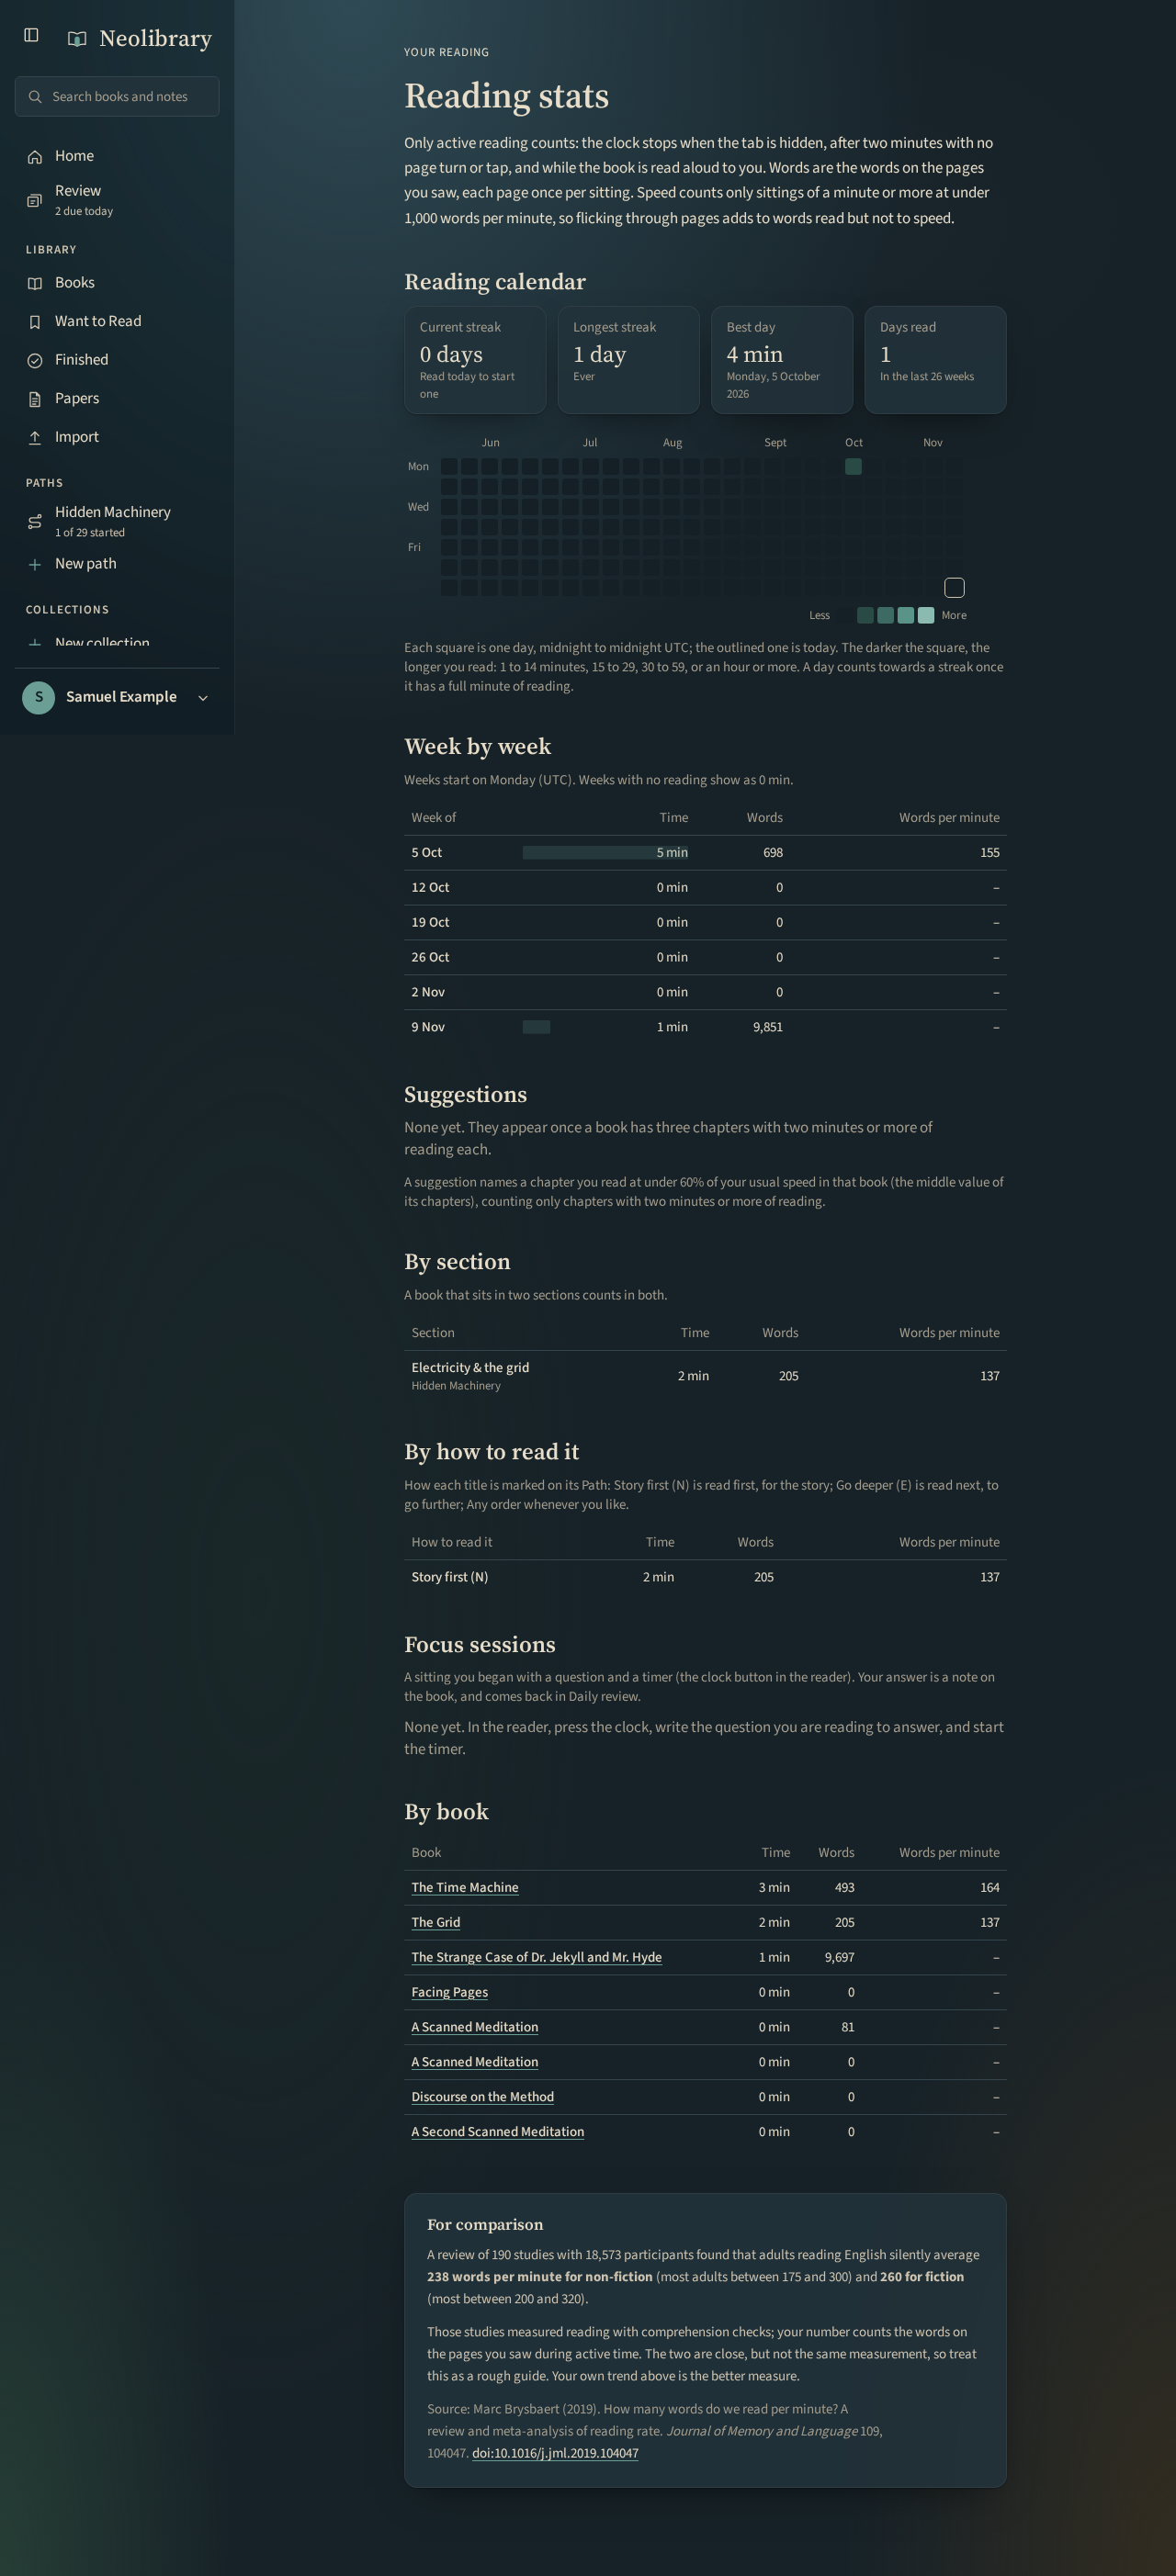 Neolibrary
Search books and notes
Home
Review
2 due today
LIBRARY
Books
Want to Read
Finished
Papers
Import
PATHS
Hidden Machinery
1 of 29 started
New path
COLLECTIONS
New collection
S
Samuel Example
YOUR READING
Reading stats
Only active reading counts: the clock stops when the tab is hidden, after two minutes with no
page turn or tap, and while the book is read aloud to you. Words are the words on the pages
you saw, each page once per sitting. Speed counts only sittings of a minute or more at under
1,000 words per minute, so flicking through pages adds to words read but not to speed.
Reading calendar
Current streak
0 days
Read today to start
one
Longest streak
1 day
Ever
Best day
4 min
Monday, 5 October
2026
Days read
1
In the last 26 weeks
Jun Jul Aug Sept Oct Nov
Mon
Wed
Fri
Less More
Each square is one day, midnight to midnight UTC; the outlined one is today. The darker the square, the
longer you read: 1 to 14 minutes, 15 to 29, 30 to 59, or an hour or more. A day counts towards a streak once
it has a full minute of reading.
Week by week
Weeks start on Monday (UTC). Weeks with no reading show as 0 min.
Week of Time Words Words per minute
5 Oct 5 min 698 155
12 Oct 0 min 0 –
19 Oct 0 min 0 –
26 Oct 0 min 0 –
2 Nov 0 min 0 –
9 Nov 1 min 9,851 –
Suggestions
None yet. They appear once a book has three chapters with two minutes or more of
reading each.
A suggestion names a chapter you read at under 60% of your usual speed in that book (the middle value of
its chapters), counting only chapters with two minutes or more of reading.
By section
A book that sits in two sections counts in both.
Section Time Words Words per minute
Electricity & the grid 2 min 205 137
Hidden Machinery
By how to read it
How each title is marked on its Path: Story first (N) is read first, for the story; Go deeper (E) is read next, to
go further; Any order whenever you like.
How to read it Time Words Words per minute
Story first (N) 2 min 205 137
Focus sessions
A sitting you began with a question and a timer (the clock button in the reader). Your answer is a note on
the book, and comes back in Daily review.
None yet. In the reader, press the clock, write the question you are reading to answer, and start
the timer.
By book
Book Time Words Words per minute
The Time Machine 3 min 493 164
The Grid 2 min 205 137
The Strange Case of Dr. Jekyll and Mr. Hyde 1 min 9,697 –
Facing Pages 0 min 0 –
A Scanned Meditation 0 min 81 –
A Scanned Meditation 0 min 0 –
Discourse on the Method 0 min 0 –
A Second Scanned Meditation 0 min 0 –
For comparison
A review of 190 studies with 18,573 participants found that adults reading English silently average
238 words per minute for non-fiction (most adults between 175 and 300) and 260 for fiction
(most between 200 and 320).
Those studies measured reading with comprehension checks; your number counts the words on
the pages you saw during active time. The two are close, but not the same measurement, so treat
this as a rough guide. Your own trend above is the better measure.
Source: Marc Brysbaert (2019). How many words do we read per minute? A
review and meta-analysis of reading rate. Journal of Memory and Language 109,
104047. doi:10.1016/j.jml.2019.104047